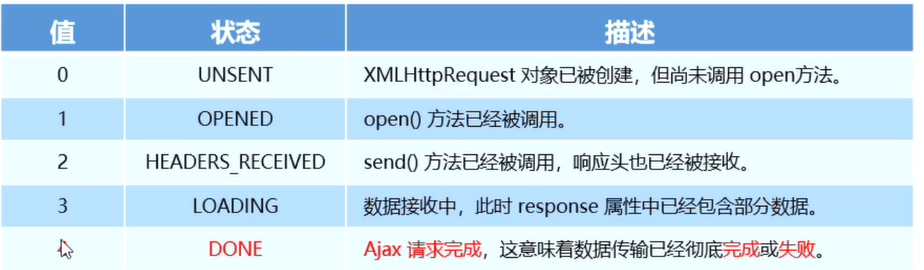 值 状态 描述
0 UNSENT XMLHttpRequest 对象已被创建，但尚未调用 open方法。
1 OPENED open() 方法已经被调用。
2 HEADERS_RECEIVED send() 方法已经被调用，响应头也已经被接收。
3 LOADING 数据接收中，此时 response 属性中已经包含部分数据。
DONE Ajax 请求完成，这意味着数据传输已经彻底完成或失败。